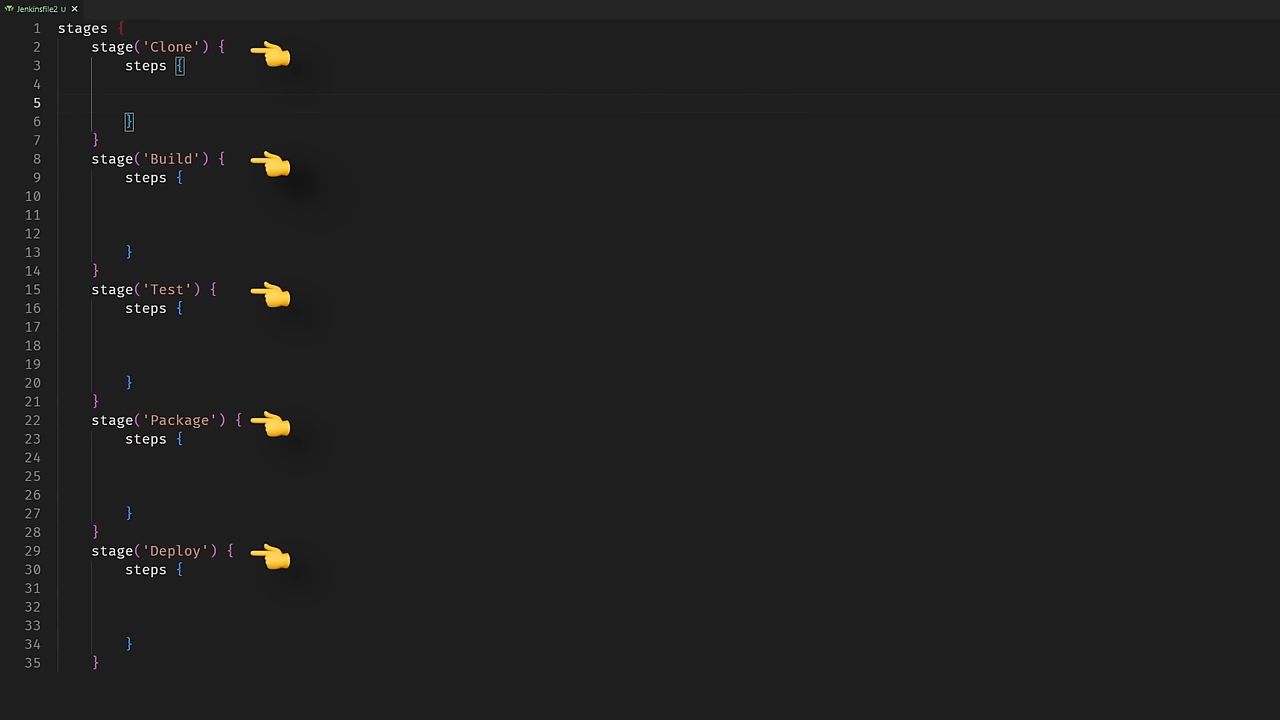 Jenkinsfile2 U ×
1 stages {
2     stage('Clone') {
3         steps {
4
5
6         }
7     }
8     stage('Build') {
9         steps {
10
11
12
13         }
14     }
15     stage('Test') {
16         steps {
17
18
19
20         }
21     }
22     stage('Package') {
23         steps {
24
25
26
27         }
28     }
29     stage('Deploy') {
30         steps {
31
32
33
34         }
35     }